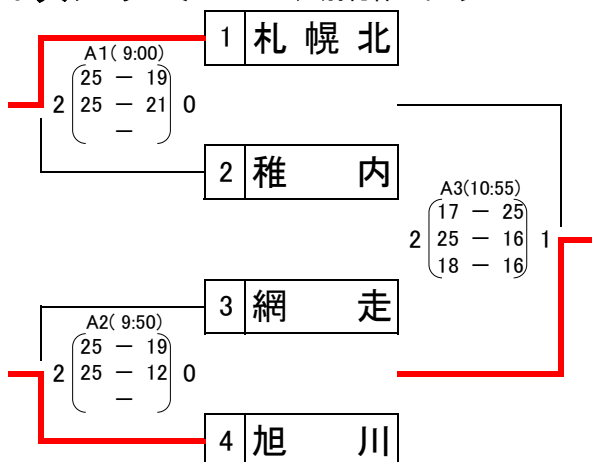 1 札幌北
A1( 9:00)
25 － 19
2 25 － 21 0
－
2 稚内
A3(10:55)
17 － 25
2 25 － 16 1
18 － 16
3 網走
A2( 9:50)
25 － 19
2 25 － 12 0
－
4 旭川